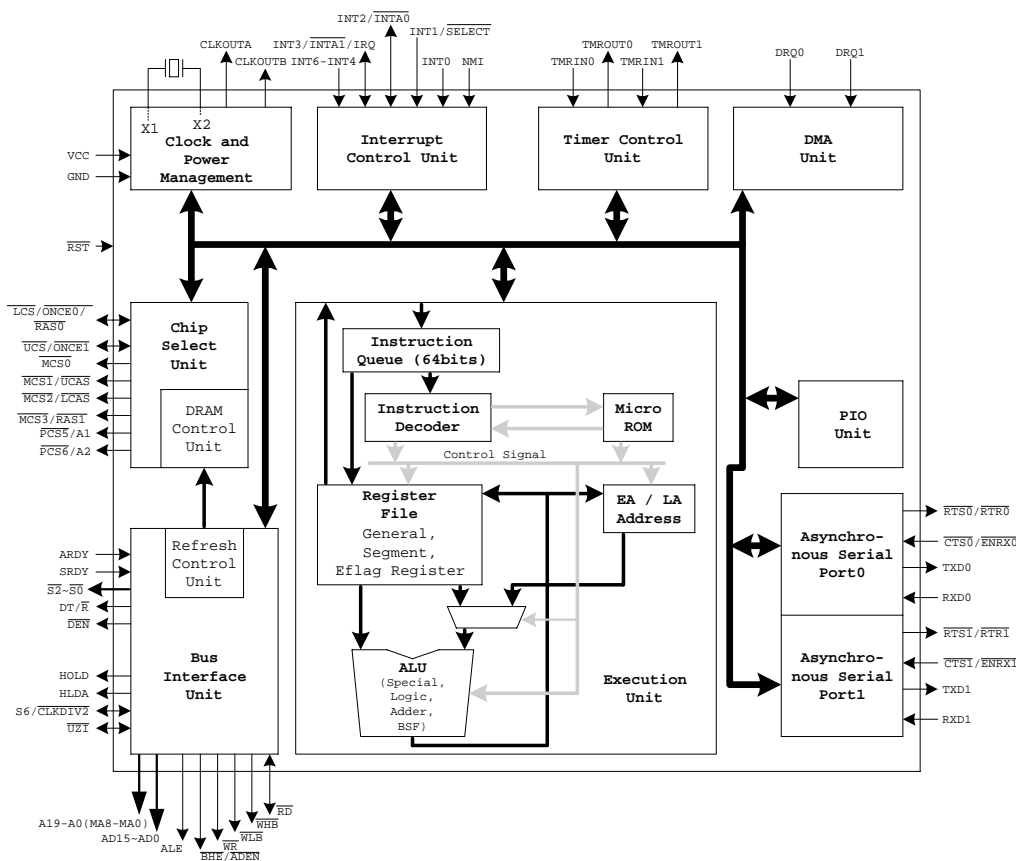 INT2/INTA0
CLKOUTA
INT3/INTA1/IRQ
INT1/SELECT
TMROUT0
TMROUT1
DRQ0
DRQ1
CLKOUTB
INT6-INT4
INT0
NMI
TMRIN0
TMRIN1
X1
X2
Clock and
Power
Management
Interrupt
Control Unit
Timer Control
Unit
DMA
Unit
VCC
GND
RST
LCS/ONCE0/
RAS0
UCS/ONCE1
MCS0
MCS1/UCAS
MCS2/LCAS
MCS3/RAS1
PCS5/A1
PCS6/A2
Chip
Select
Unit
DRAM
Control
Unit
Instruction
Queue (64bits)
Instruction
Decoder
Micro
ROM
Control Signal
PIO
Unit
Register
File
General,
Segment,
Eflag Register
EA / LA
Address
Refresh
Control
Unit
ARDY
SRDY
S2~S0
DT/R
DEN
HOLD
HLDA
S6/CLKDIV2
UZI
Bus
Interface
Unit
ALU
(Special,
Logic,
Adder,
BSF)
Execution
Unit
Asynchro-
nous Serial
Port0
RTS0/RTR0
CTS0/ENRX0
TXD0
RXD0
Asynchro-
nous Serial
Port1
RTS1/RTR1
CTS1/ENRX1
TXD1
RXD1
A19-A0(MA8-MA0)
AD15~AD0
ALE
BHE/ADEN
WR
WLB
WHB
RD